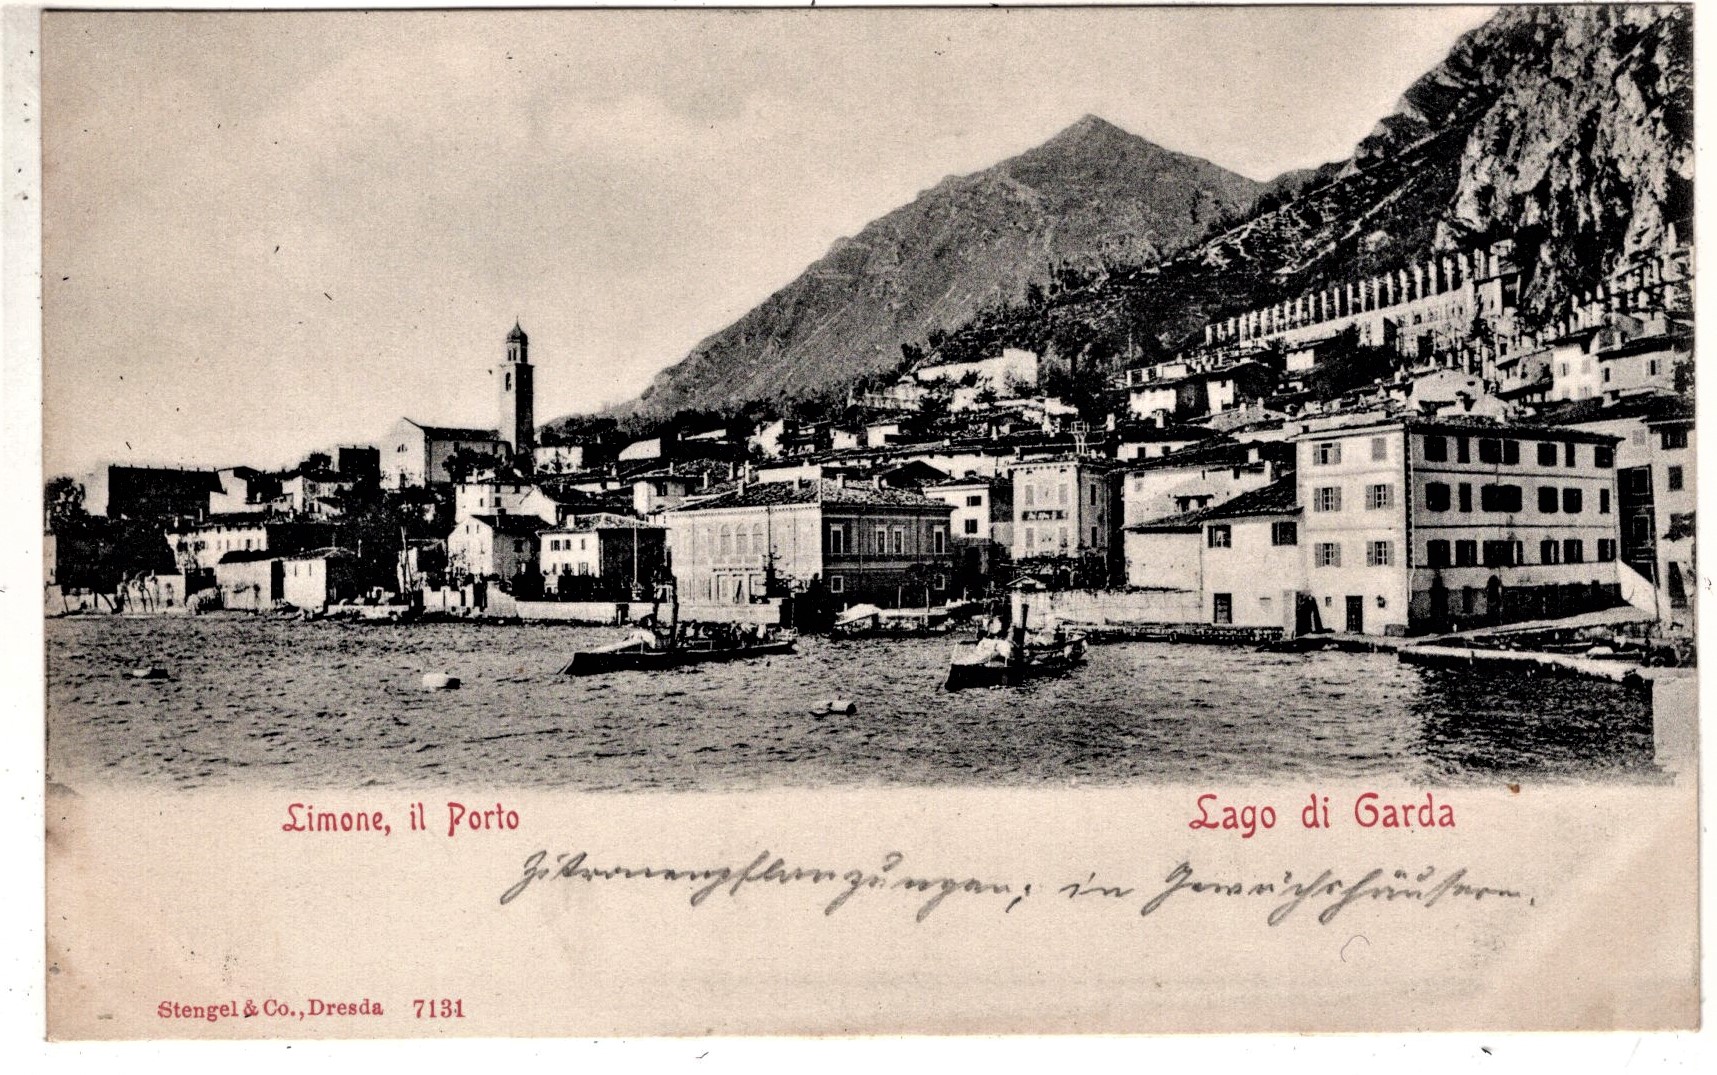 Limone, il Porto
Lago di Garda
Zitronenpflanzungen; in Gewächshäusern.
Stengel & Co., Dresda 7131